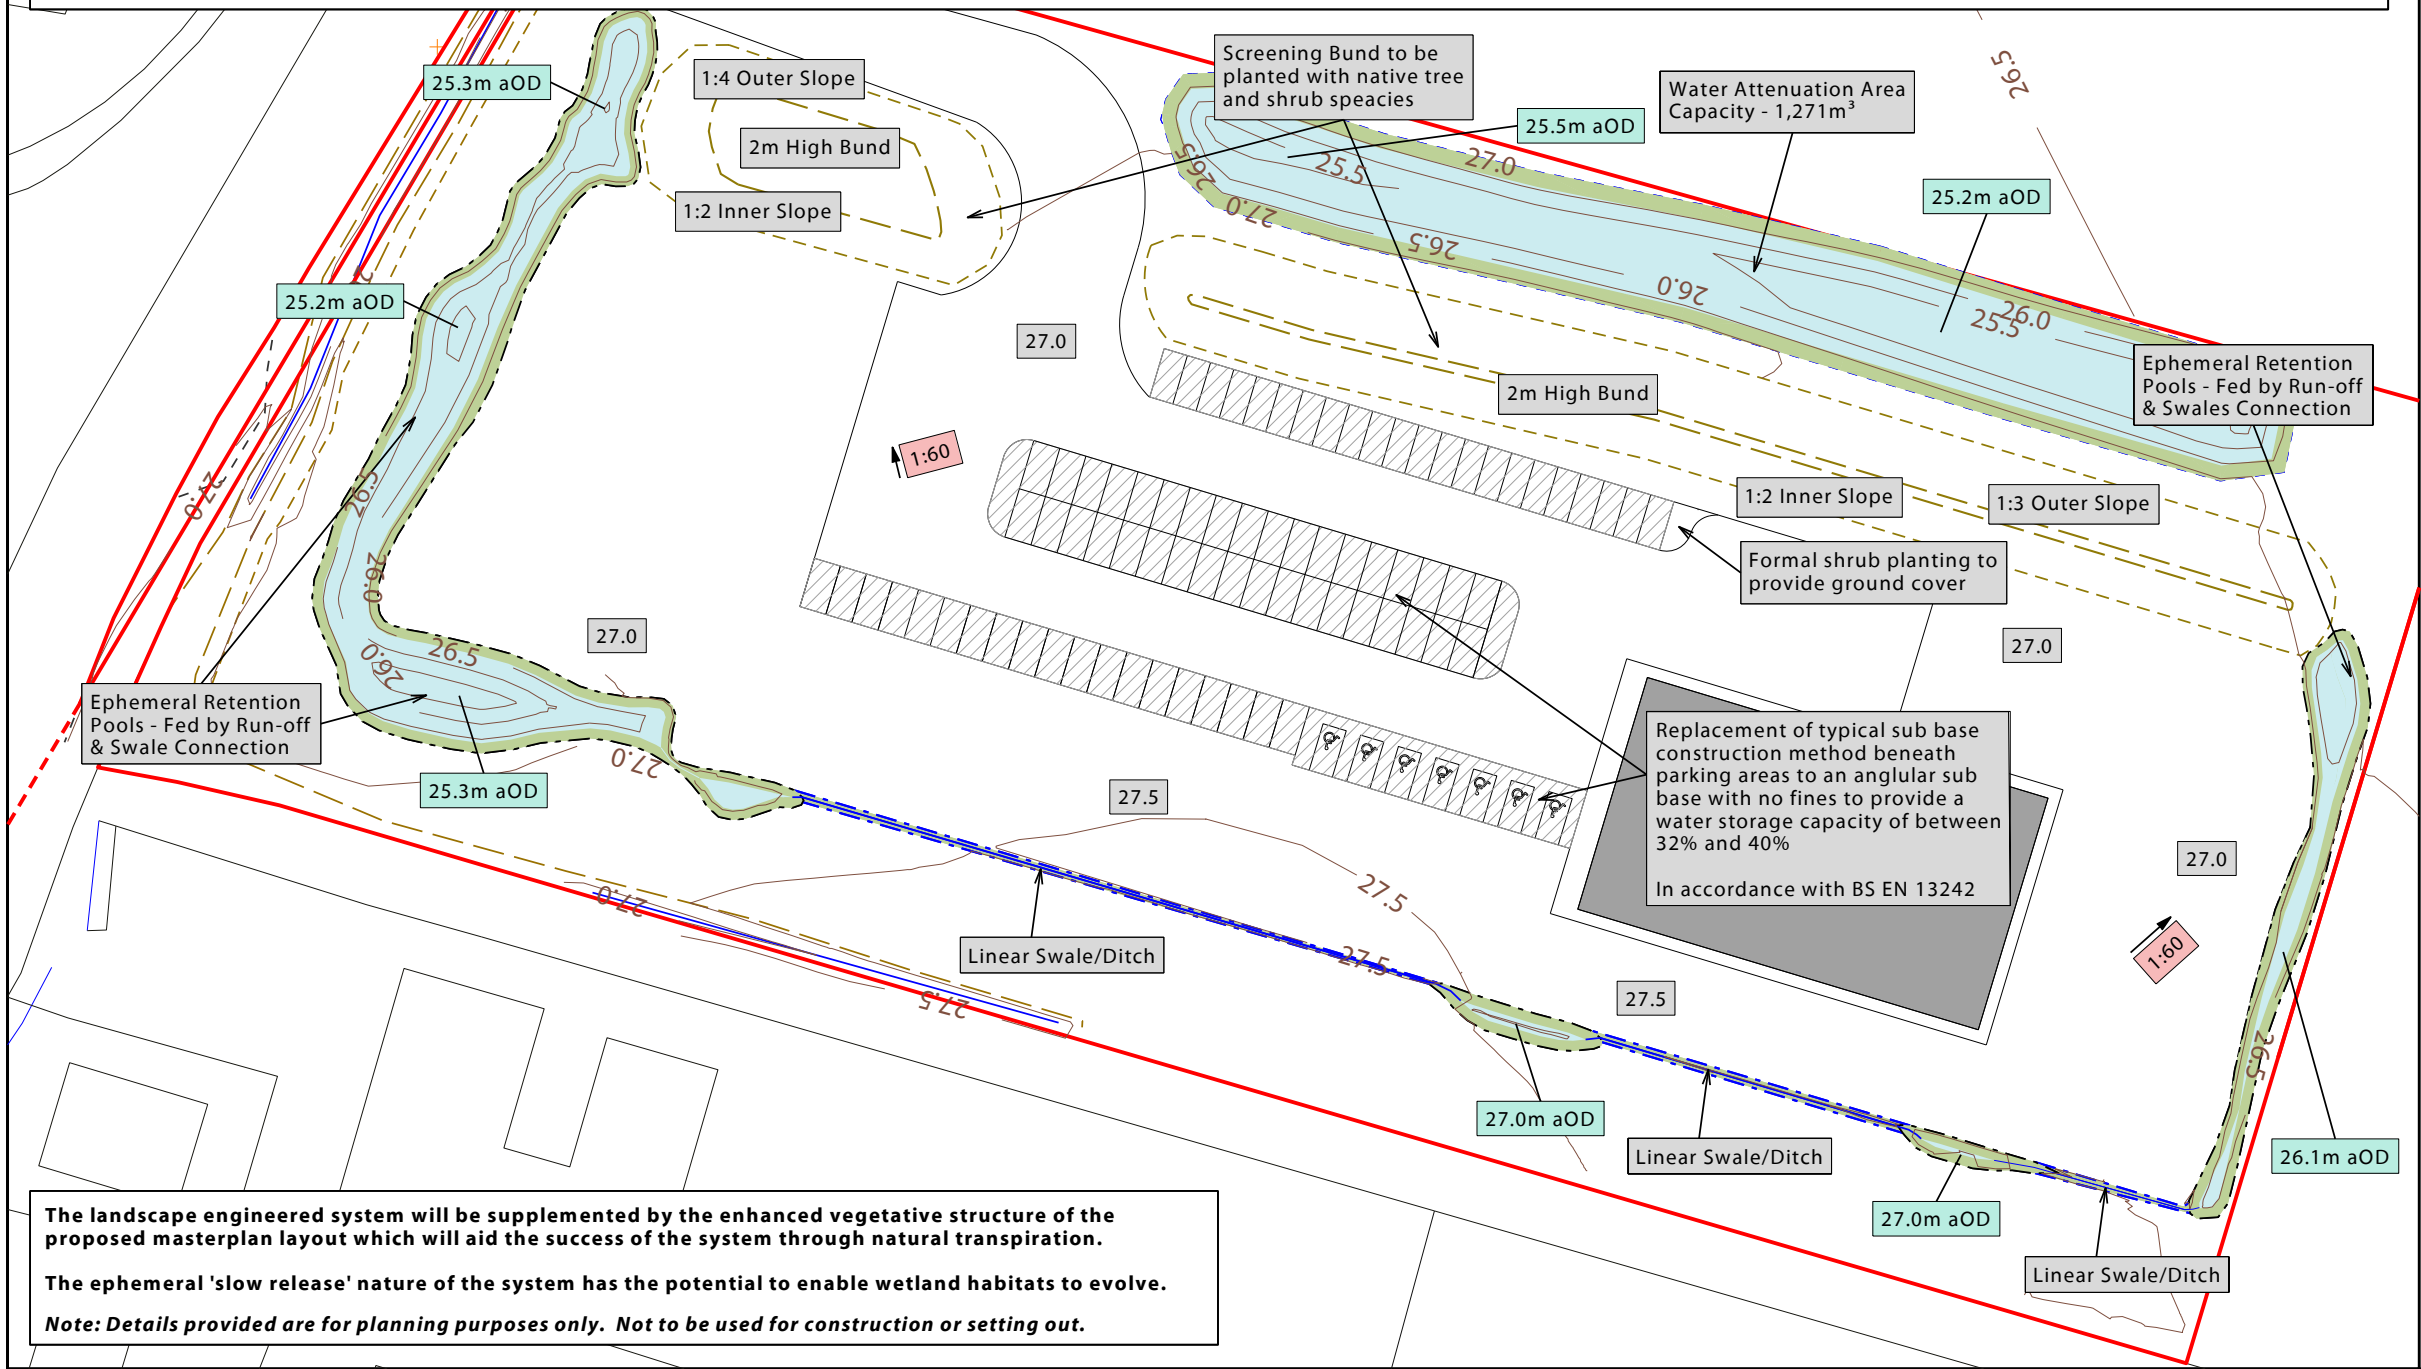 26.5
Screening Bund to be
planted with native tree
and shrub speacies
1:4 Outer Slope
25.3m aOD
Water Attenuation Area
Capacity - 1,271m³
25.5m aOD
2m High Bund
27.0
25.5
26.5
25.2m aOD
1:2 Inner Slope
27.0
26.5
25.2m aOD
26.0
26.0
25.5
27.0
Ephemeral Retention
Pools - Fed by Run-off
& Swales Connection
2m High Bund
1:60
27.0
26.5
1:2 Inner Slope
1:3 Outer Slope
Formal shrub planting to
provide ground cover
26.0
27.0
27.0
26.5
26.0
Ephemeral Retention
Pools - Fed by Run-off
& Swale Connection
Replacement of typical sub base
construction method beneath
parking areas to an anglular sub
base with no fines to provide a
water storage capacity of between
32% and 40%
In accordance with BS EN 13242
27.0
25.3m aOD
27.5
27.0
27.5
27.0
Linear Swale/Ditch
27.5
1:60
27.5
27.5
26.5
27.0m aOD
Linear Swale/Ditch
26.1m aOD
27.0m aOD
Linear Swale/Ditch
The landscape engineered system will be supplemented by the enhanced vegetative structure of the
proposed masterplan layout which will aid the success of the system through natural transpiration.
The ephemeral 'slow release' nature of the system has the potential to enable wetland habitats to evolve.
Note: Details provided are for planning purposes only. Not to be used for construction or setting out.